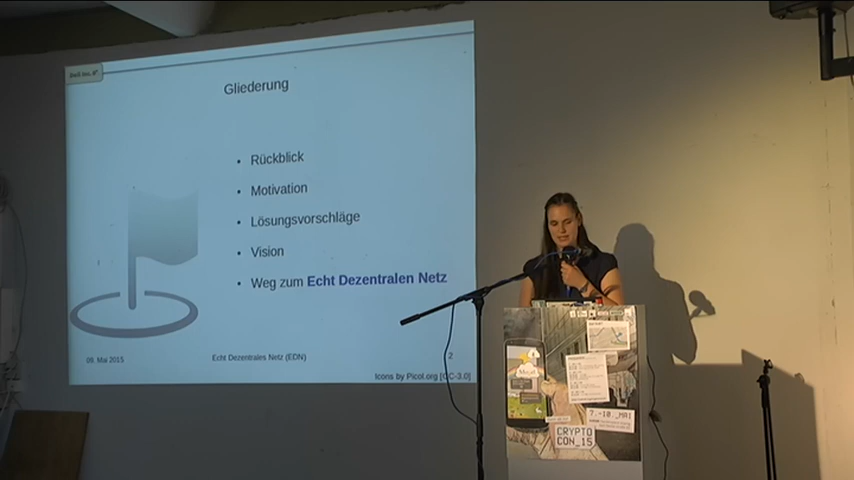 Gliederung
• Rückblick
• Motivation
• Lösungsvorschläge
• Vision
• Weg zum Echt Dezentralen Netz
Mai 2015
Echt Dezentrales Netz (EDN)
2
Icons by Picol.org [CC-3.0]
7.-10. MAI
CRYPTO
CON_15